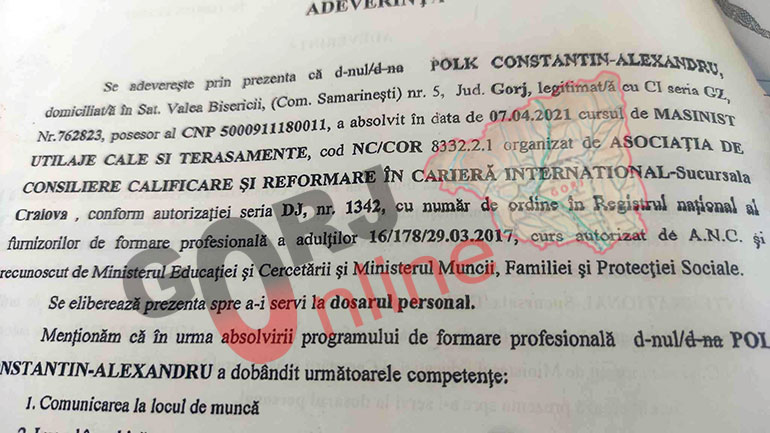 ADEVERINȚA
Se adeverește prin prezenta că d-nul/d-na POLK CONSTANTIN-ALEXANDRU,
domiciliat/ă în Sat. Valea Bisericii, (Com. Samarinești) nr. 5, Jud. Gorj, legitimat/ă cu CI seria GZ,
Nr.762823, posesor al CNP 5000911180011, a absolvit în data de 07.04.2021 cursul de MASINIST
UTILAJE CALE SI TERASAMENTE, cod NC/COR 8332.2.1 organizat de ASOCIAȚIA DE
CONSILIERE CALIFICARE ȘI REFORMARE ÎN CARIERĂ INTERNATIONAL-Sucursala
Craiova , conform autorizației seria DJ, nr. 1342, cu număr de ordine în Registrul național al
furnizorilor de formare profesională a adulților 16/178/29.03.2017, curs autorizat de A.N.C. și
recunoscut de Ministerul Educației și Cercetării și Ministerul Muncii, Familiei și Protecției Sociale.
Se eliberează prezenta spre a-i servi la dosarul personal.
Menționăm că în urma absolvirii programului de formare profesională d-nul/d-na POL
NSTANTIN-ALEXANDRU a dobândit următoarele competențe:
1. Comunicarea la locul de muncă
GORJ
Online
GORJ